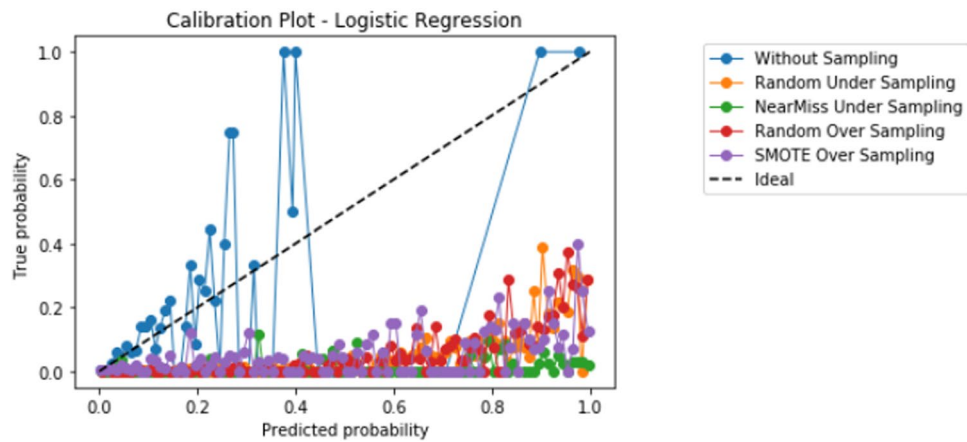 Calibration Plot - Logistic Regression
1.0
0.8
0.6
0.4
0.2
0.0
True probability
0.0 0.2 0.4 0.6 0.8 1.0
Predicted probability
Without Sampling
Random Under Sampling
NearMiss Under Sampling
Random Over Sampling
SMOTE Over Sampling
Ideal